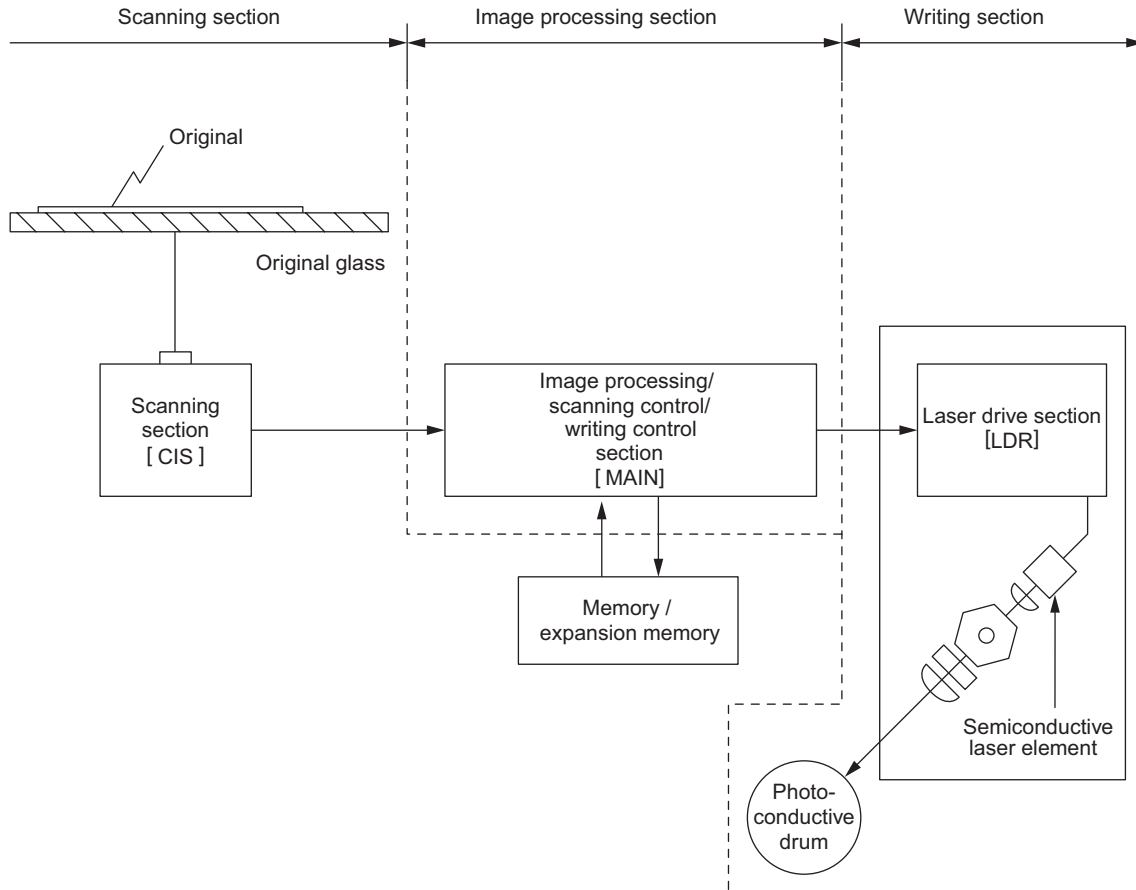 Scanning section
Image processing section
Writing section
Original
Original glass
Scanning
section
[ CIS ]
Image processing/
scanning control/
writing control
section
[ MAIN]
Laser drive section
[LDR]
Memory /
expansion memory
Semiconductive
laser element
Photo-
conductive
drum